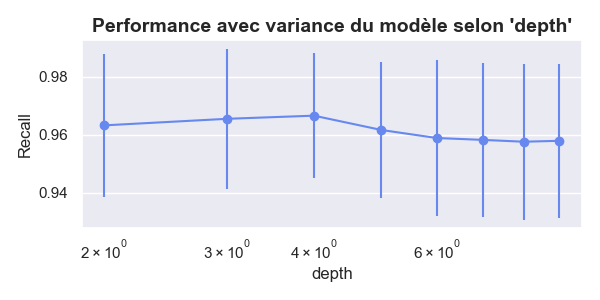 Performance avec variance du modèle selon 'depth'
Recall
0.98
0.96
0.94
2 × 10⁰ 3 × 10⁰ 4 × 10⁰ 6 × 10⁰
depth